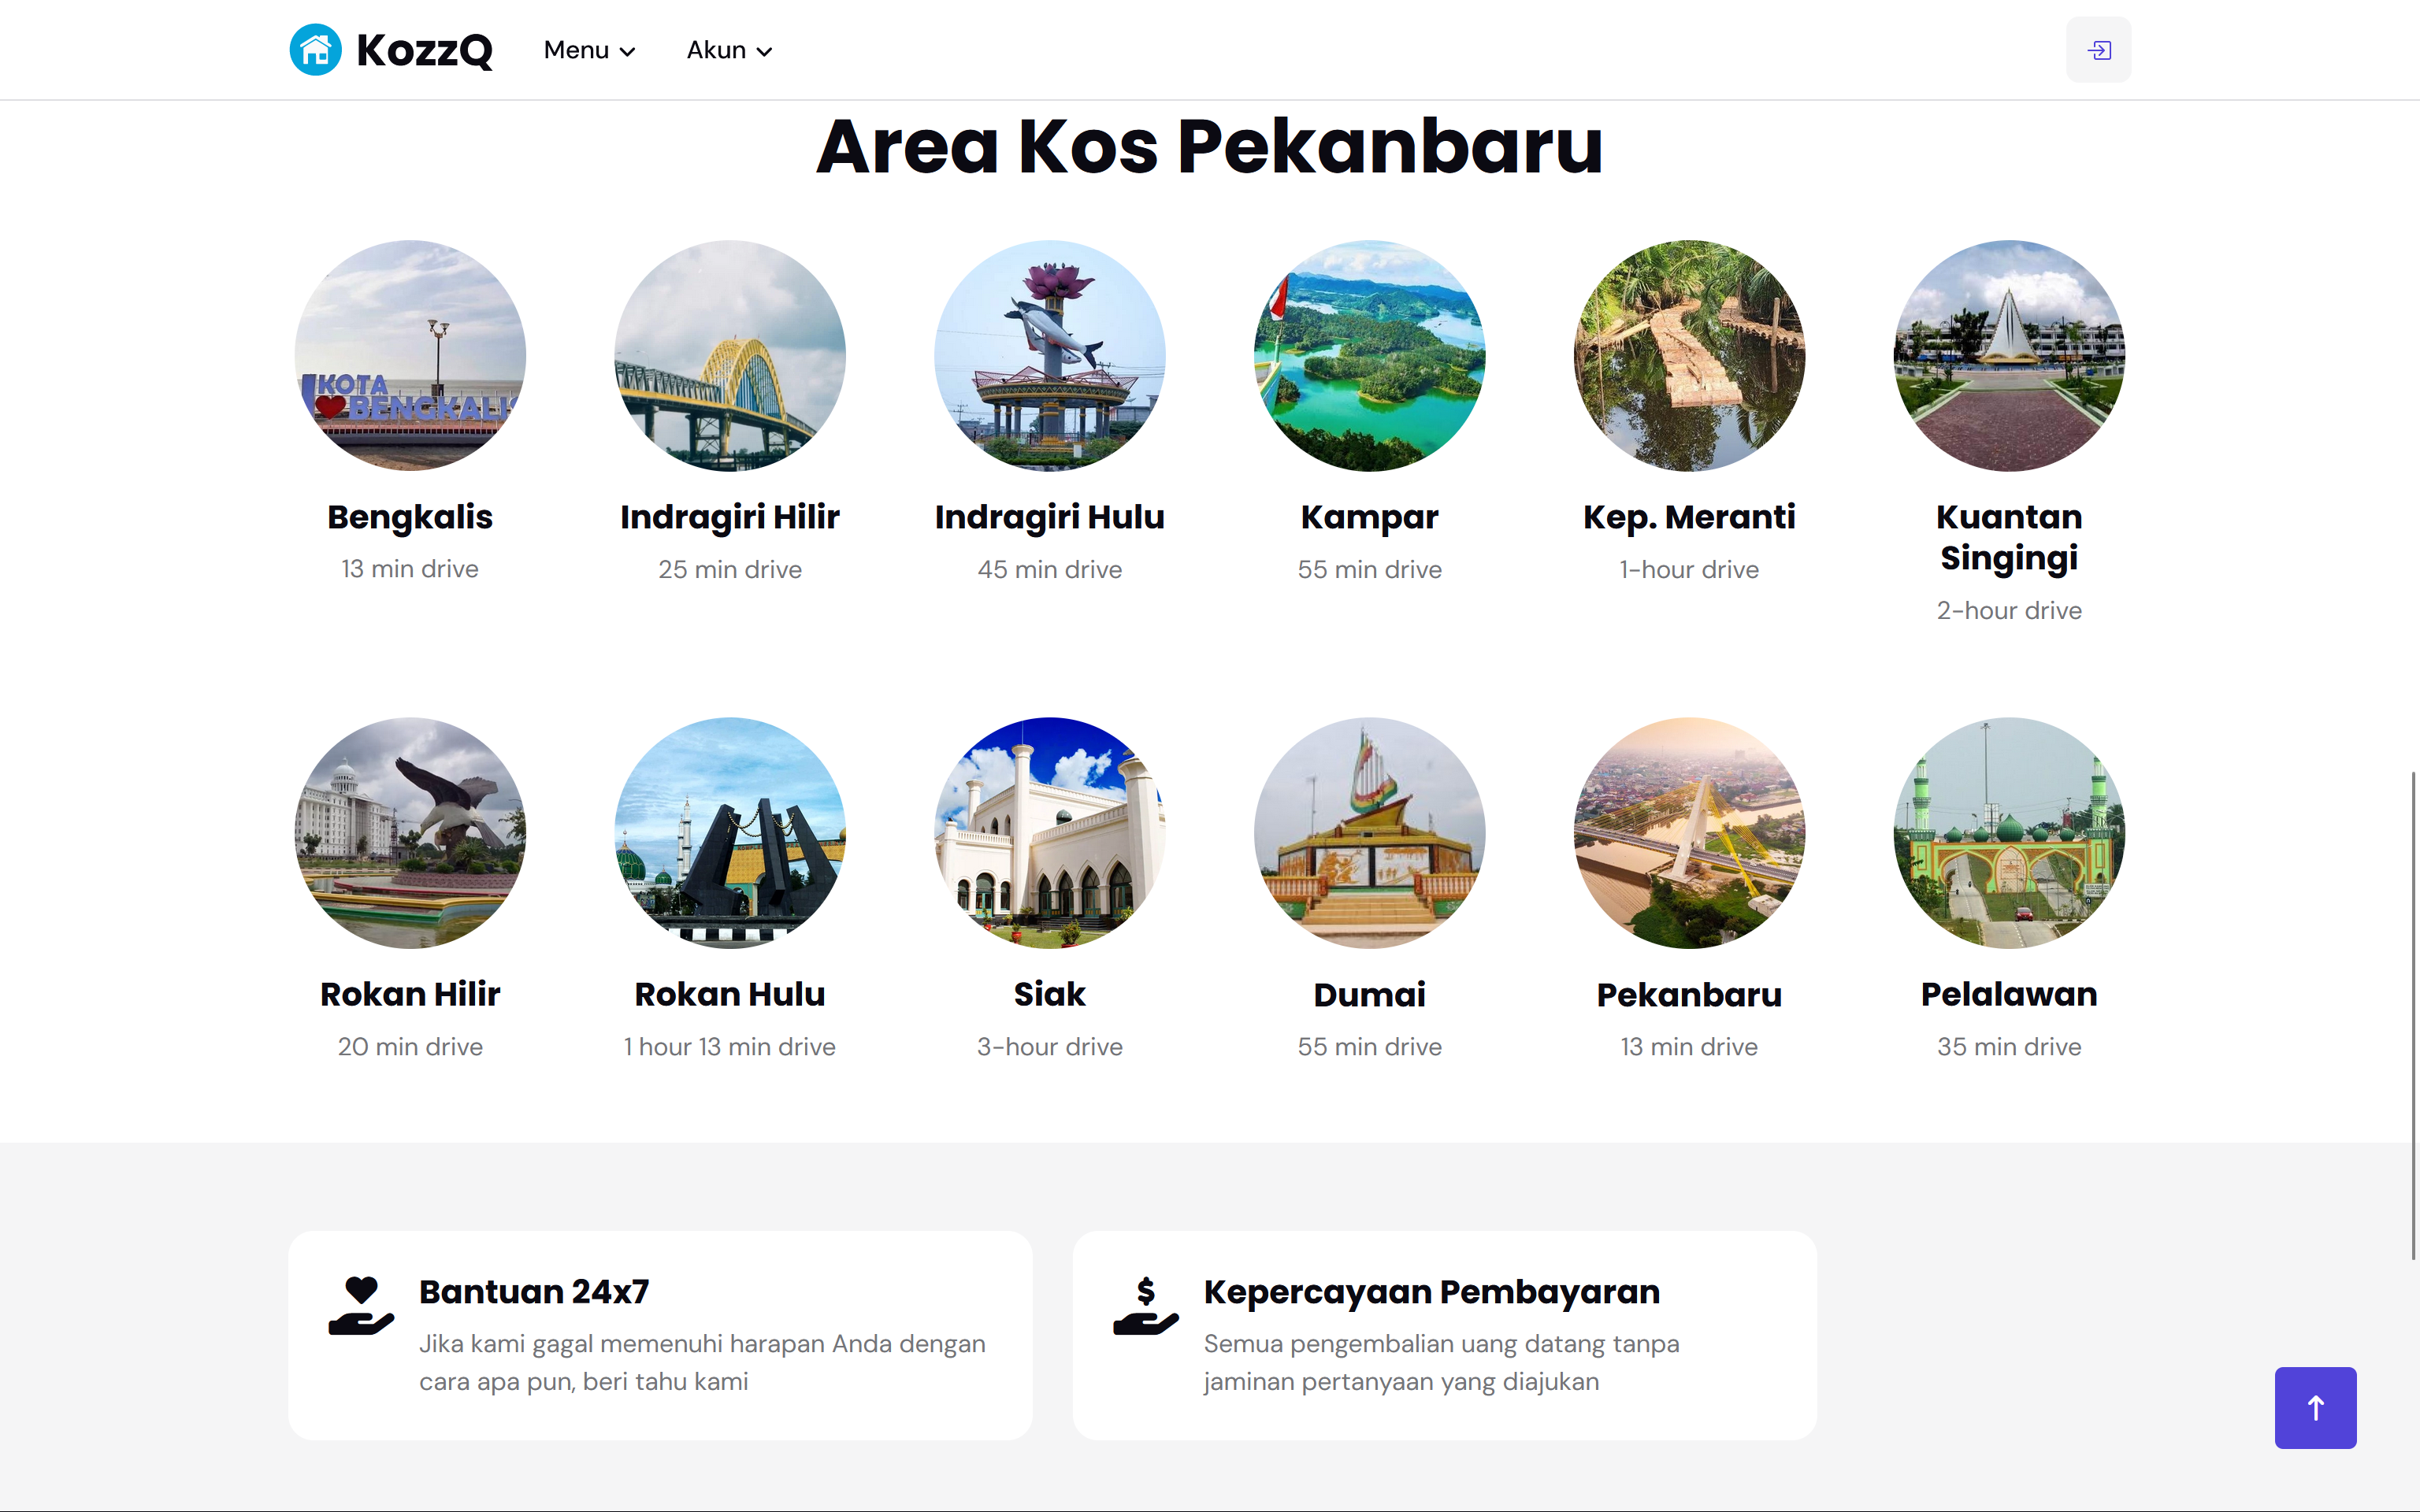 KozzQ
Menu
Akun
Area Kos Pekanbaru
KOTA
BENGKALIS
Bengkalis
13 min drive
Indragiri Hilir
25 min drive
Indragiri Hulu
45 min drive
Kampar
55 min drive
Kep. Meranti
1-hour drive
Kuantan
Singingi
2-hour drive
Rokan Hilir
20 min drive
Rokan Hulu
1 hour 13 min drive
Siak
3-hour drive
Dumai
55 min drive
Pekanbaru
13 min drive
Pelalawan
35 min drive
Bantuan 24x7
Jika kami gagal memenuhi harapan Anda dengan
cara apa pun, beri tahu kami
Kepercayaan Pembayaran
Semua pengembalian uang datang tanpa
jaminan pertanyaan yang diajukan